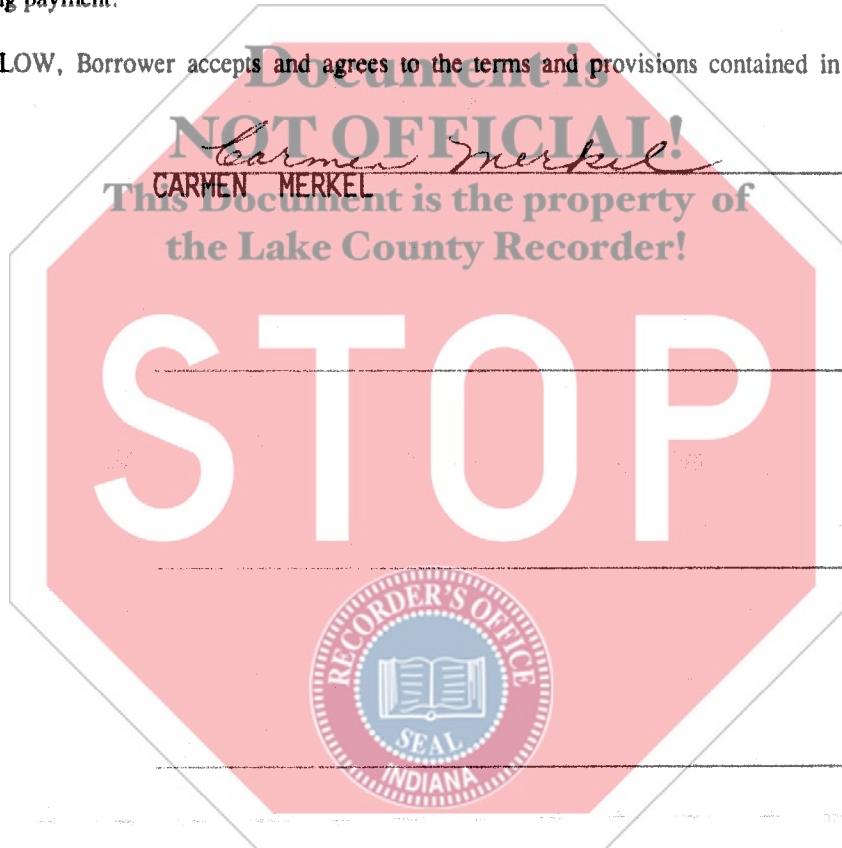 payment.
LOW, Borrower accepts and agrees to the terms and provisions contained in
Document is
NOT OFFICIAL!
Carmen Merkel
CARMEN MERKEL
This Document is the property of
the Lake County Recorder!
STOP
RECORDER'S OFFICE
SEAL
INDIANA